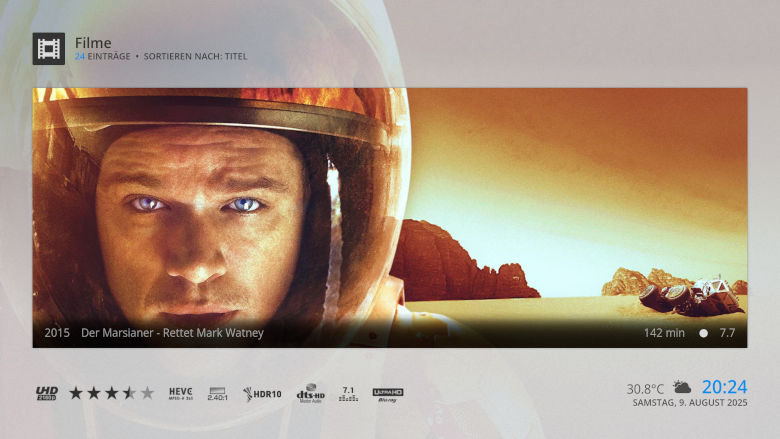 Filme
24 EINTRÄGE • SORTIEREN NACH: TITEL
2015 Der Marsianer - Rettet Mark Watney 142 min 7.7
UHD 2160p HEVC MPEG-H 265 2.40:1 HDR10 dts-HD Master Audio 7.1 ULTRA HD Blu-ray
30.8°C 20:24
SAMSTAG, 9. AUGUST 2025